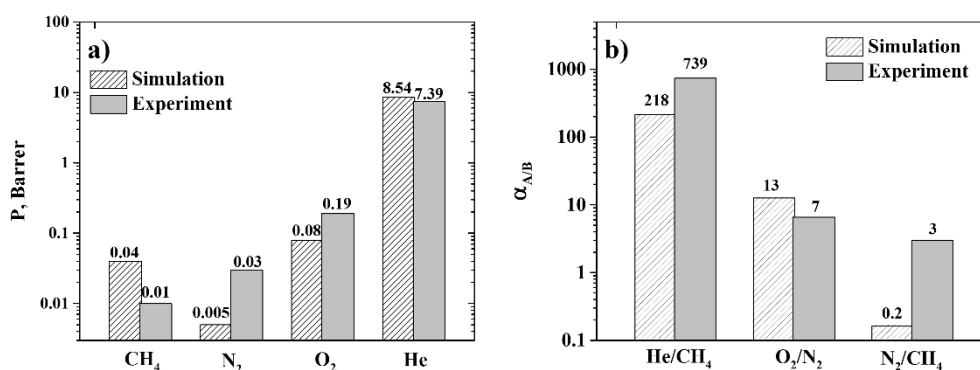 a)
Simulation
Experiment
P, Barrer
100
10
1
0.1
0.01
0.04
0.01
0.005
0.03
0.08
0.19
8.54
7.39
CH₄
N₂
O₂
He
b)
Simulation
Experiment
α_A/B
1000
100
10
1
0.1
218
739
13
7
0.2
3
He/CH₄
O₂/N₂
N₂/CH₄